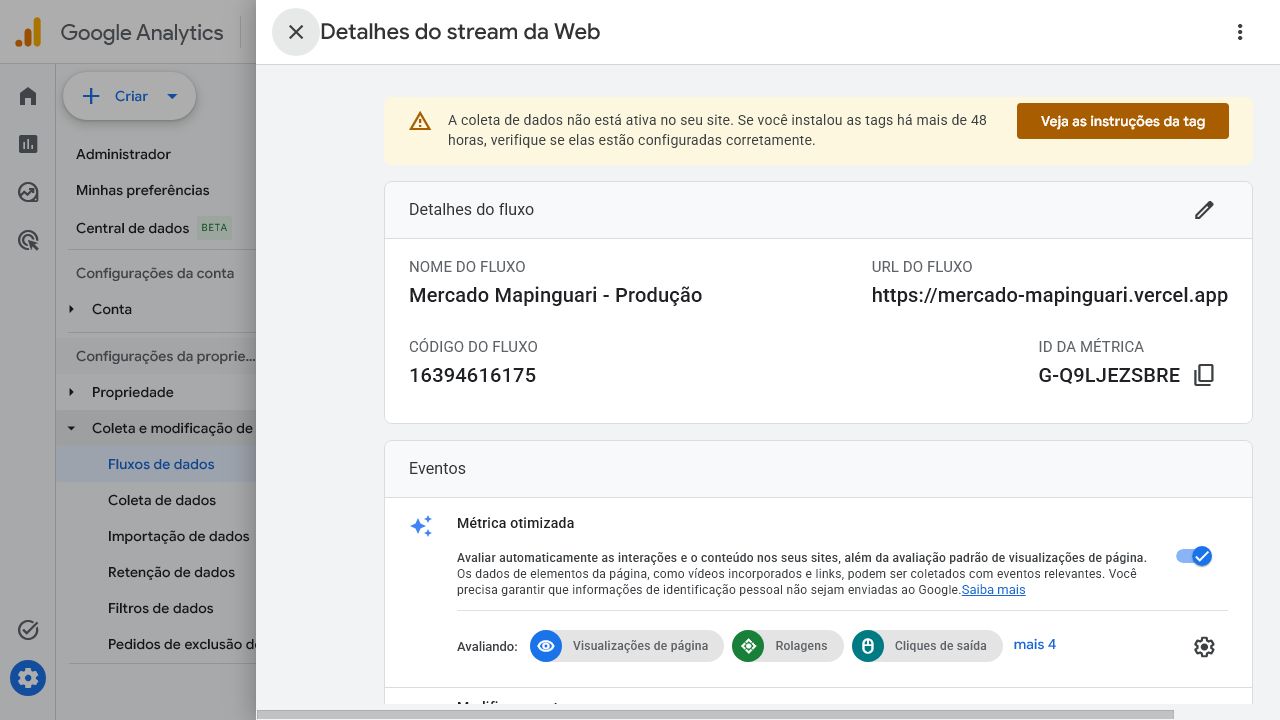 Google Analytics
Detalhes do stream da Web
Criar
Administrador
Minhas preferências
Central de dados BETA
Configurações da conta
Conta
Configurações da proprie...
Propriedade
Coleta e modificação de
Fluxos de dados
Coleta de dados
Importação de dados
Retenção de dados
Filtros de dados
Pedidos de exclusão
A coleta de dados não está ativa no seu site. Se você instalou as tags há mais de 48
horas, verifique se elas estão configuradas corretamente.
Veja as instruções da tag
Detalhes do fluxo
NOME DO FLUXO
Mercado Mapinguari - Produção
URL DO FLUXO
https://mercado-mapinguari.vercel.app
CÓDIGO DO FLUXO
16394616175
ID DA MÉTRICA
G-Q9LJEZSBRE
Eventos
Métrica otimizada
Avaliar automaticamente as interações e o conteúdo nos seus sites, além da avaliação padrão de visualizações de página.
Os dados de elementos da página, como vídeos incorporados e links, podem ser coletados com eventos relevantes. Você
precisa garantir que informações de identificação pessoal não sejam enviadas ao Google.Saiba mais
Avaliando: Visualizações de página Rolagens Cliques de saída mais 4